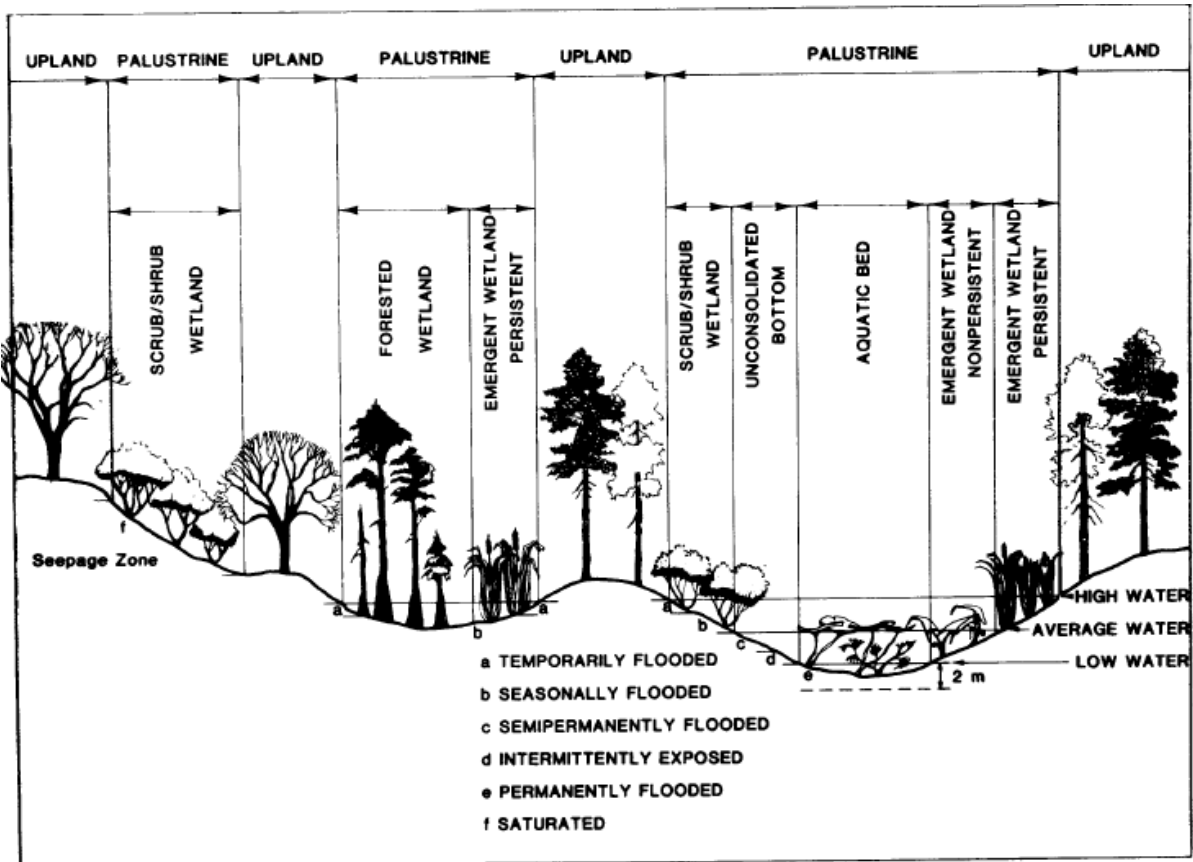 UPLAND PALUSTRINE UPLAND PALUSTRINE UPLAND PALUSTRINE UPLAND
SCRUB/SHRUB
WETLAND
FORESTED
WETLAND
EMERGENT WETLAND
PERSISTENT
SCRUB/SHRUB
WETLAND
UNCONSOLIDATED
BOTTOM
AQUATIC BED
EMERGENT WETLAND
NONPERSISTENT
EMERGENT WETLAND
PERSISTENT
f
Seepage Zone
a
b
a
a
b
c
d
e
HIGH WATER
AVERAGE WATER
LOW WATER
2 m
a TEMPORARILY FLOODED
b SEASONALLY FLOODED
c SEMIPERMANENTLY FLOODED
d INTERMITTENTLY EXPOSED
e PERMANENTLY FLOODED
f SATURATED